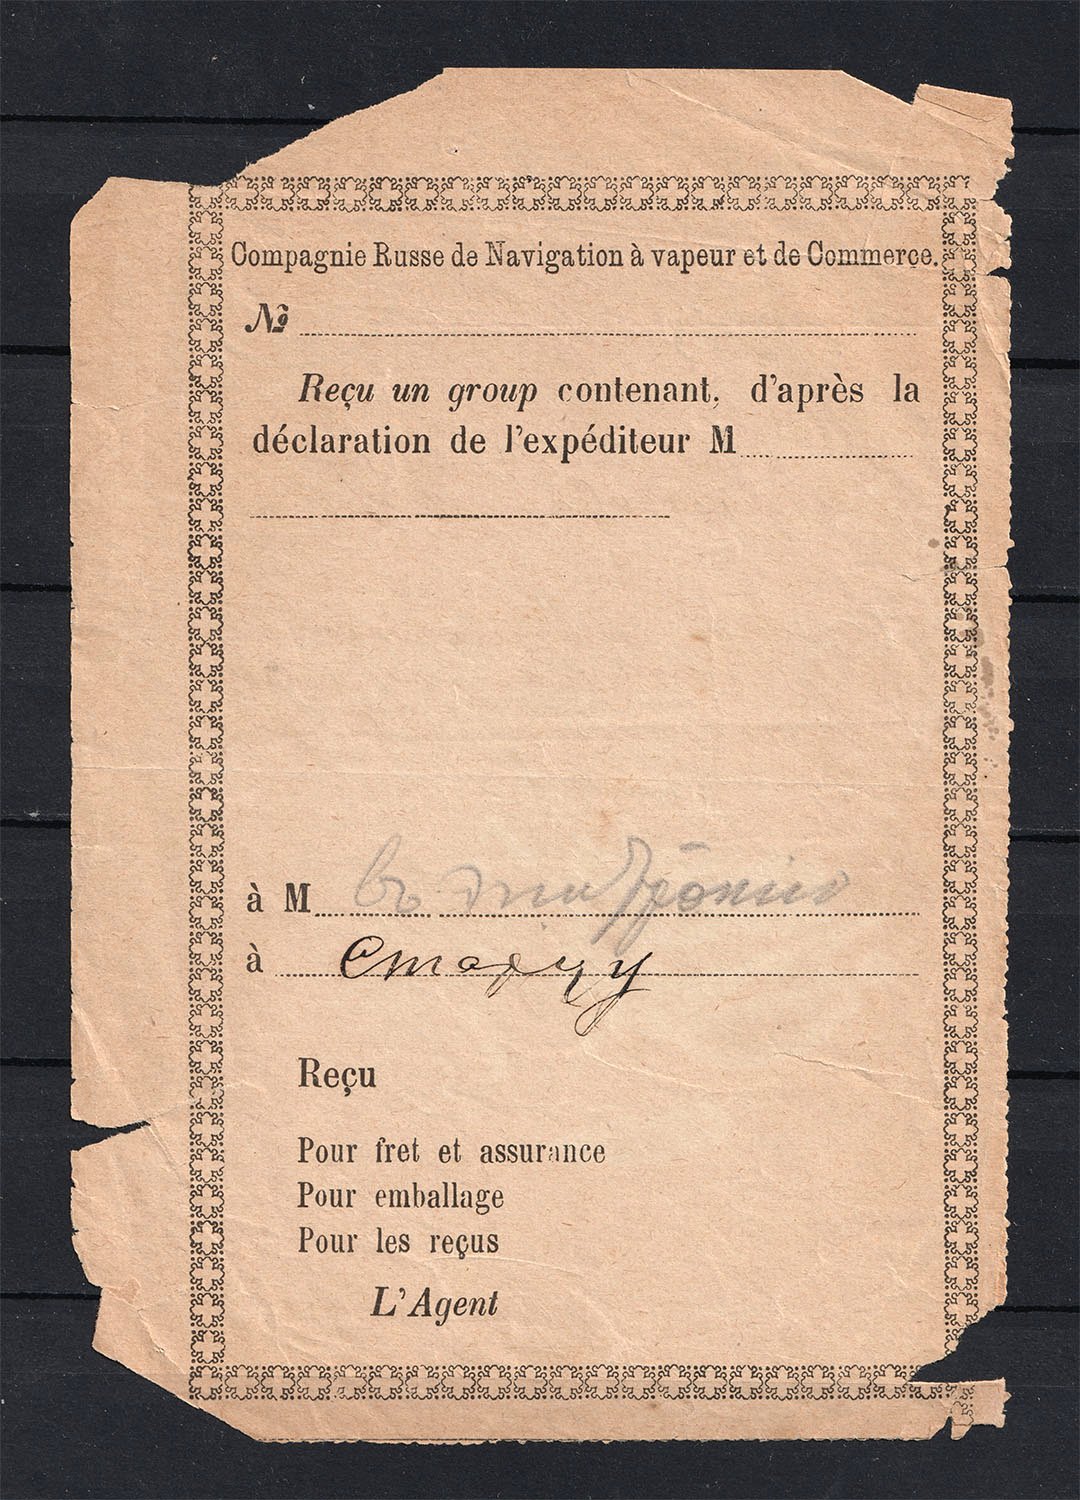 Compagnie Russe de Navigation à vapeur et de Commerce.
№
Reçu un group contenant, d'après la
déclaration de l'expéditeur M
à M
à старцу
Reçu
Pour fret et assurance
Pour emballage
Pour les reçus
L'Agent